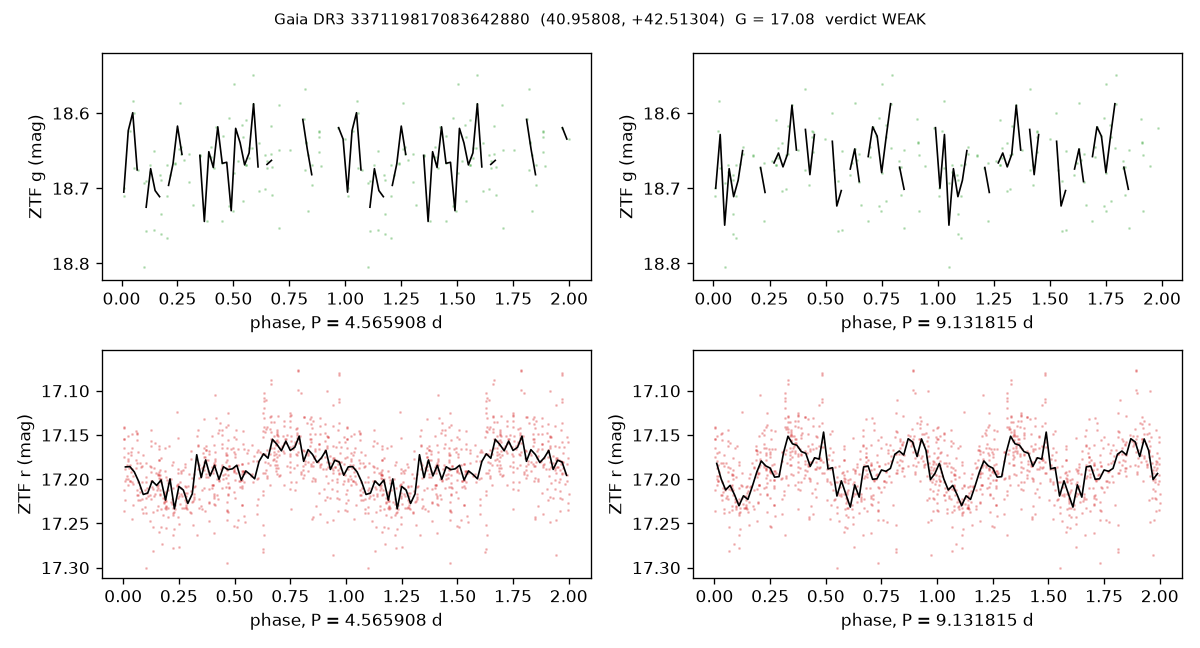 Gaia DR3 337119817083642880  (40.95808, +42.51304)  G = 17.08  verdict WEAK
ZTF g (mag)
18.6
18.7
18.8
0.00 0.25 0.50 0.75 1.00 1.25 1.50 1.75 2.00
phase, P = 4.565908 d
ZTF g (mag)
18.6
18.7
18.8
0.00 0.25 0.50 0.75 1.00 1.25 1.50 1.75 2.00
phase, P = 9.131815 d
ZTF r (mag)
17.10
17.15
17.20
17.25
17.30
0.00 0.25 0.50 0.75 1.00 1.25 1.50 1.75 2.00
phase, P = 4.565908 d
ZTF r (mag)
17.10
17.15
17.20
17.25
17.30
0.00 0.25 0.50 0.75 1.00 1.25 1.50 1.75 2.00
phase, P = 9.131815 d